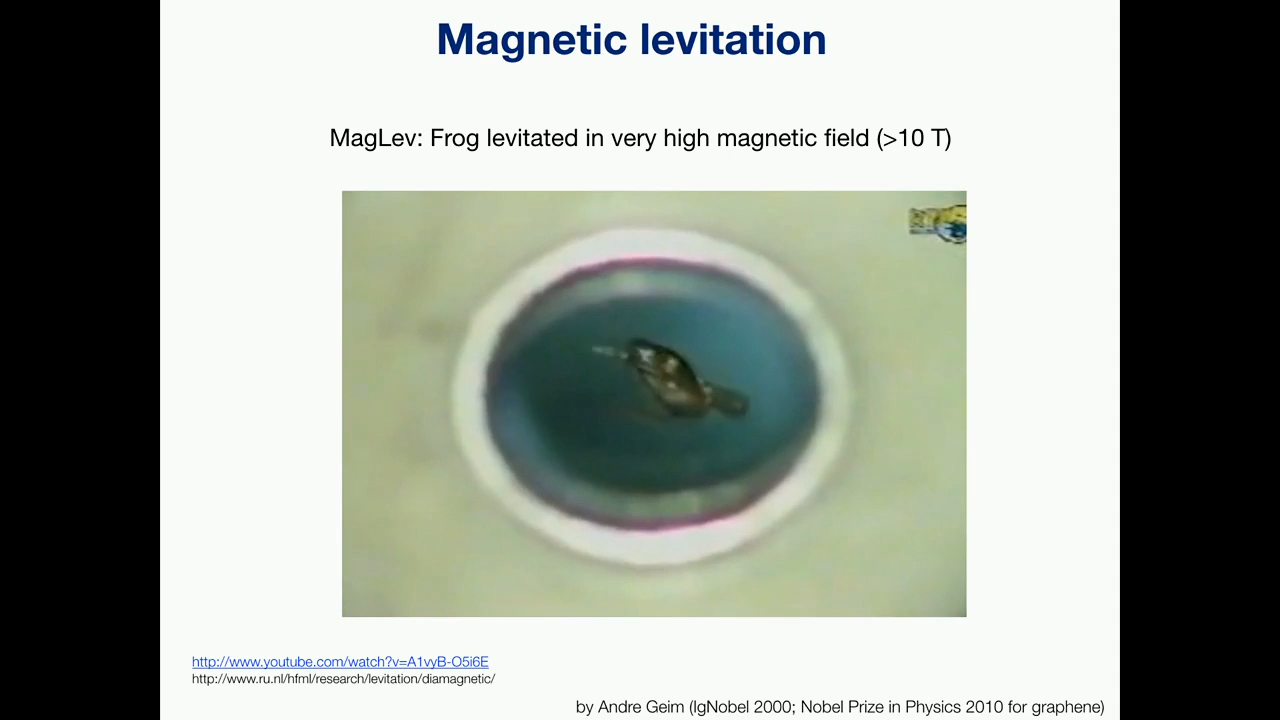 Magnetic levitation
MagLev: Frog levitated in very high magnetic field (>10 T)
http://www.youtube.com/watch?v=A1vyB-O5i6E
http://www.ru.nl/hfml/research/levitation/diamagnetic/
by Andre Geim (IgNobel 2000; Nobel Prize in Physics 2010 for graphene)